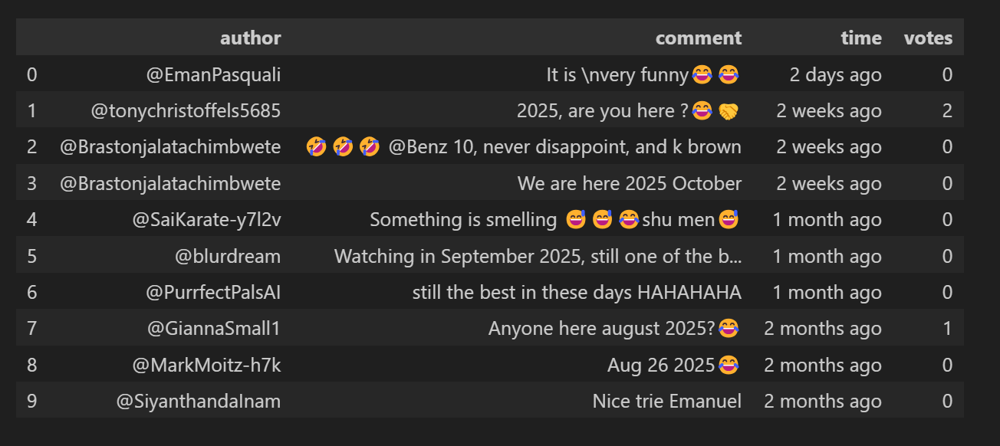 author comment time votes
0 @EmanPasquali It is \nvery funny😂😂 2 days ago 0
1 @tonychristoffels5685 2025, are you here ?😂🤝 2 weeks ago 2
2 @Brastonjalatachimbwete 🤣🤣🤣 @Benz 10, never disappoint, and k brown 2 weeks ago 0
3 @Brastonjalatachimbwete We are here 2025 October 2 weeks ago 0
4 @SaiKarate-y7l2v Something is smelling 😅😅😂shu men😅 1 month ago 0
5 @blurdream Watching in September 2025, still one of the b... 1 month ago 0
6 @PurrfectPalsAI still the best in these days HAHAHAHA 1 month ago 0
7 @GiannaSmall1 Anyone here august 2025?😂 2 months ago 1
8 @MarkMoitz-h7k Aug 26 2025😂 2 months ago 0
9 @SiyanthandaInam Nice trie Emanuel 2 months ago 0